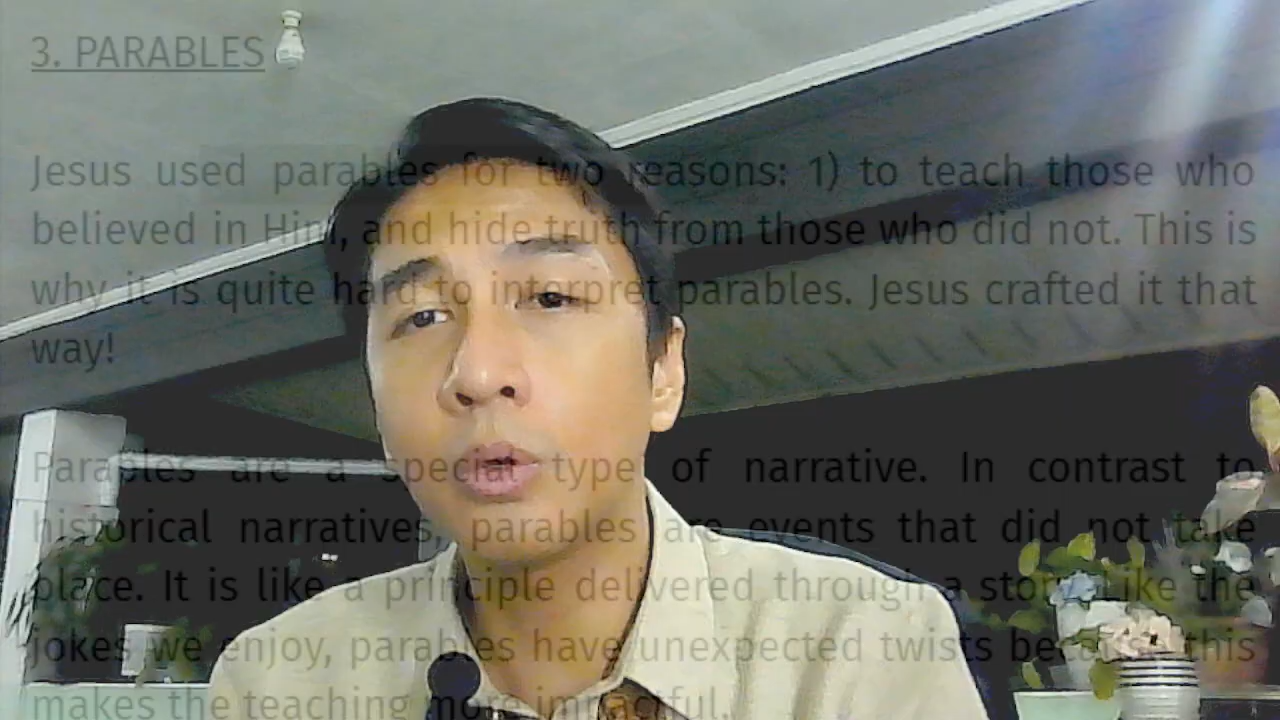 3. PARABLES
Jesus used parables for two reasons: 1) to teach those who
believed in Him, and hide truth from those who did not. This is
why it is quite hard to interpret parables. Jesus crafted it that
way!
Parables are a special type of narrative. In contrast to
historical narratives, parables are events that did not take
place. It is like a principle delivered through a story. Like the
jokes we enjoy, parables have unexpected twists because this
makes the teaching more impactful.